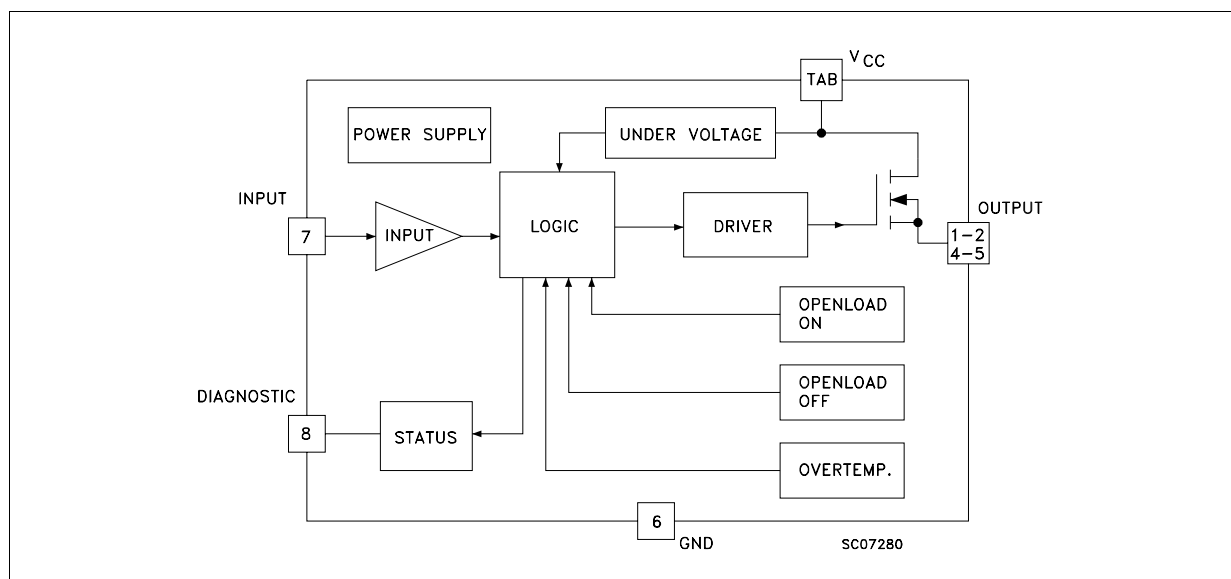 V CC
TAB
POWER SUPPLY
UNDER VOLTAGE
INPUT
7
INPUT
LOGIC
DRIVER
OUTPUT
1-2
4-5
OPENLOAD
ON
OPENLOAD
OFF
DIAGNOSTIC
8
STATUS
OVERTEMP.
6
GND
SC07280